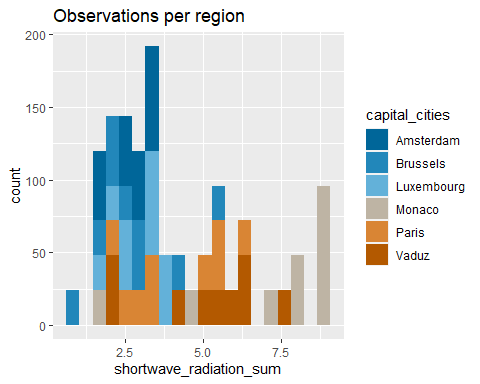 Observations per region
200
150
100
50
0
count
2.5 5.0 7.5
shortwave_radiation_sum
capital_cities
Amsterdam
Brussels
Luxembourg
Monaco
Paris
Vaduz